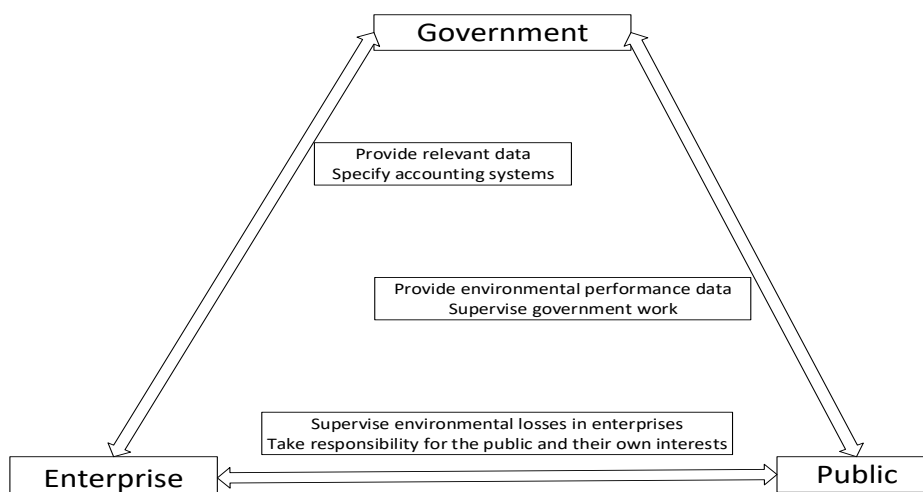 Government
Provide relevant data
Specify accounting systems
Provide environmental performance data
Supervise government work
Supervise environmental losses in enterprises
Take responsibility for the public and their own interests
Enterprise
Public